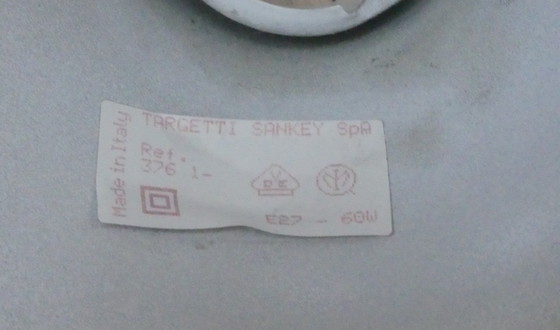 Made in Italy
TARGETTI SANKEY SpA
Ref.
376 1-
E27 - 60W